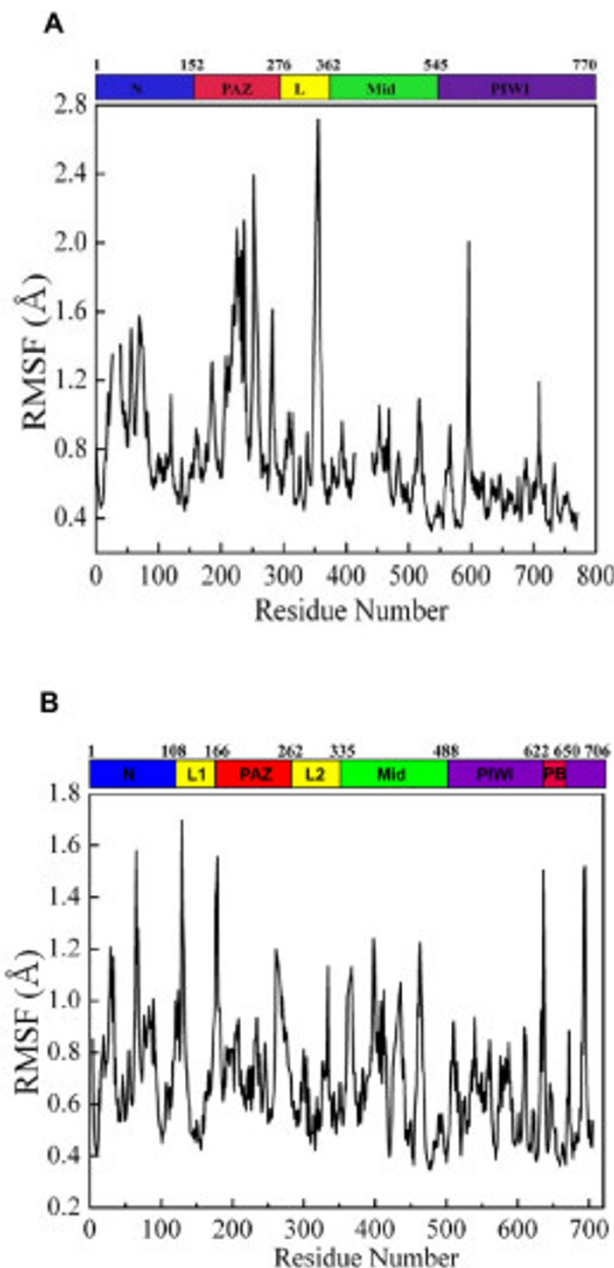 A
1 152 276 362 545 770
N PAZ L Mid PIWI
2.8
2.4
2.0
1.6
1.2
0.8
0.4
RMSF (Å)
0 100 200 300 400 500 600 700 800
Residue Number
B
1 108 166 262 335 488 622 650 706
N L1 PAZ L2 Mid PIWI PB
1.8
1.6
1.4
1.2
1.0
0.8
0.6
0.4
0.2
RMSF (Å)
0 100 200 300 400 500 600 700
Residue Number